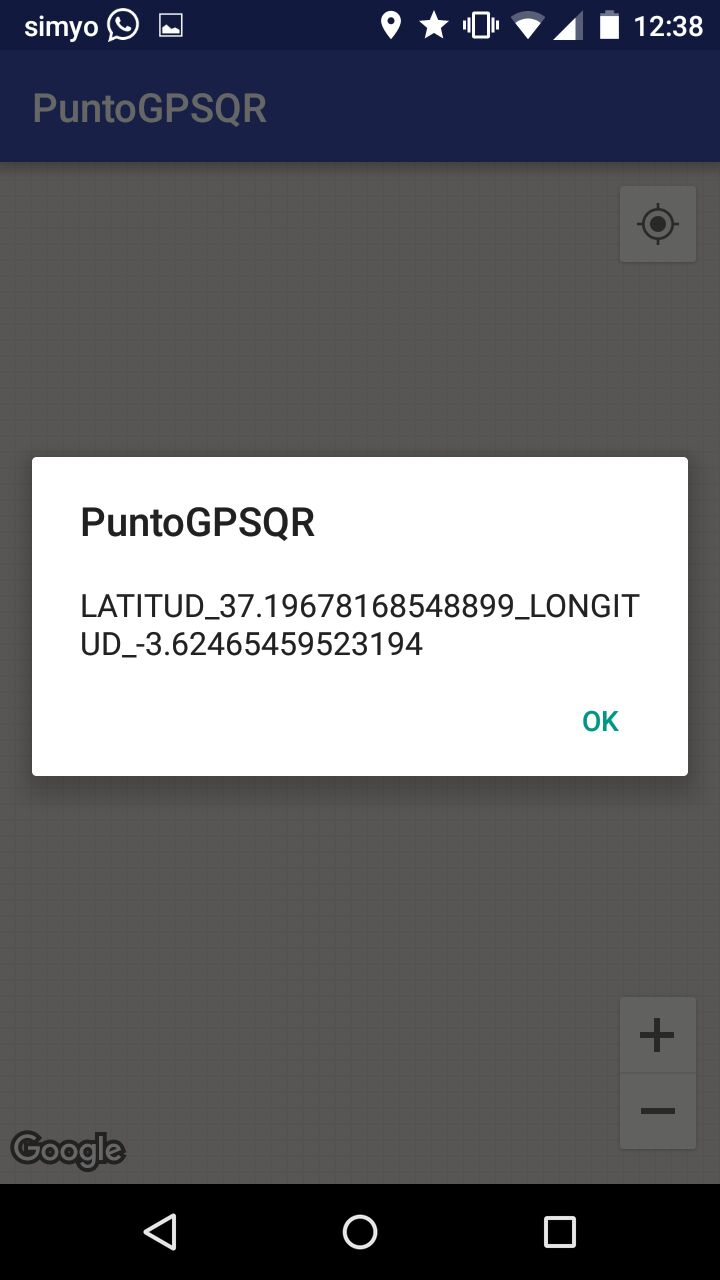 simyo 12:38
PuntoGPSQR
PuntoGPSQR
LATITUD_37.19678168548899_LONGIT
UD_-3.62465459523194
OK
Google